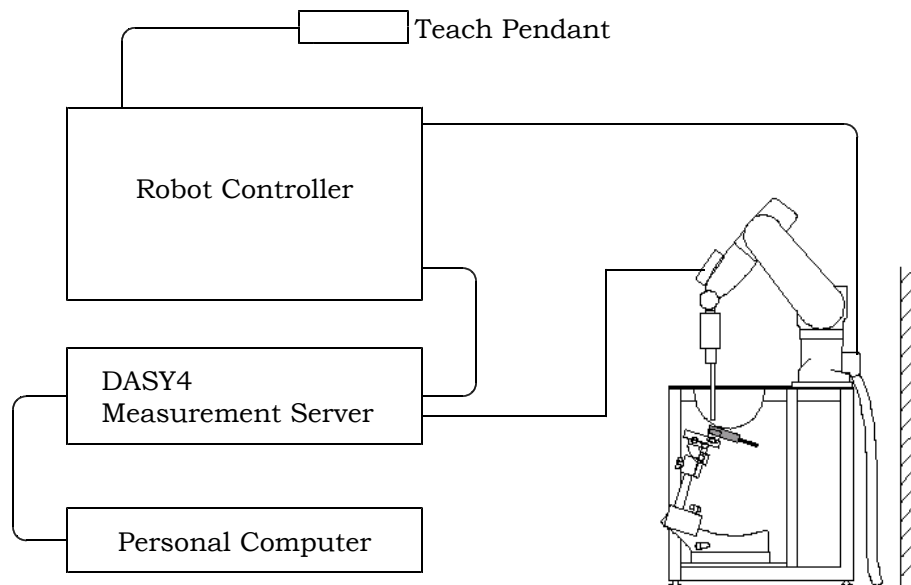 Teach Pendant
Robot Controller
DASY4
Measurement Server
Personal Computer